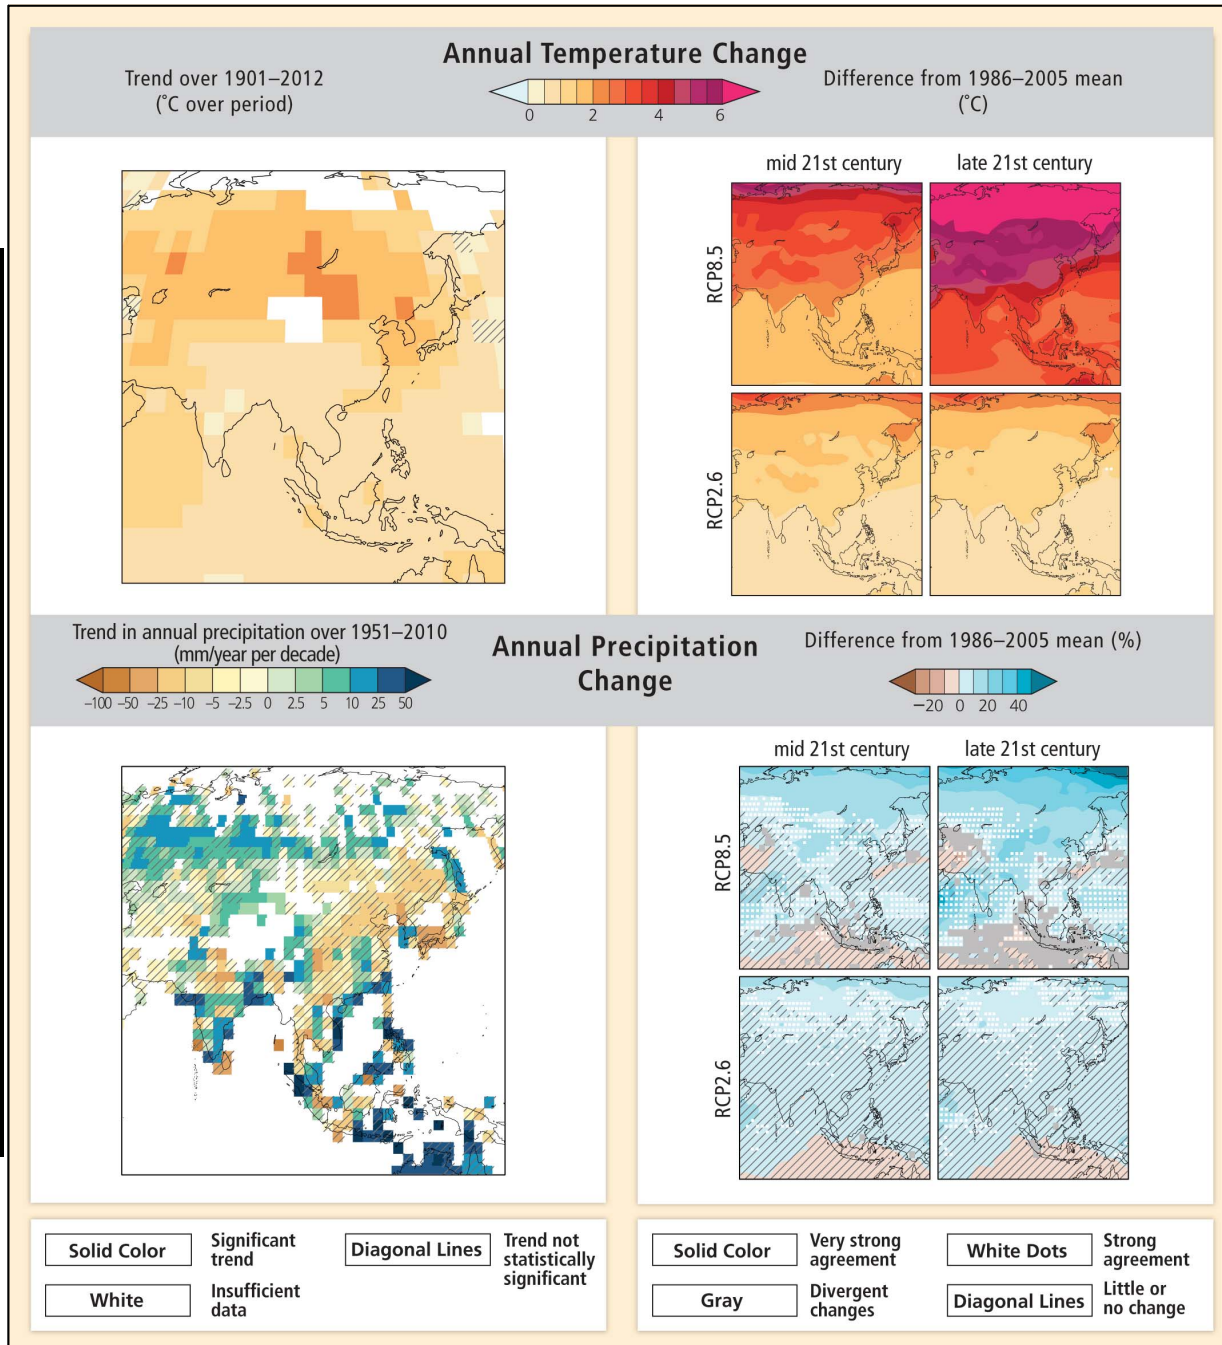 Annual Temperature Change
Trend over 1901–2012
(˚C over period)
0 2 4 6
Difference from 1986–2005 mean
(˚C)
mid 21st century
late 21st century
RCP8.5
RCP2.6
Trend in annual precipitation over 1951–2010
(mm/year per decade)
–100 –50 –25 –10 –5 –2.5 0 2.5 5 10 25 50
Annual Precipitation
Change
Difference from 1986–2005 mean (%)
–20 0 20 40
mid 21st century
late 21st century
RCP8.5
RCP2.6
Solid Color
Significant
trend
Diagonal Lines
Trend not
statistically
significant
White
Insufficient
data
Solid Color
Very strong
agreement
White Dots
Strong
agreement
Gray
Divergent
changes
Diagonal Lines
Little or
no change